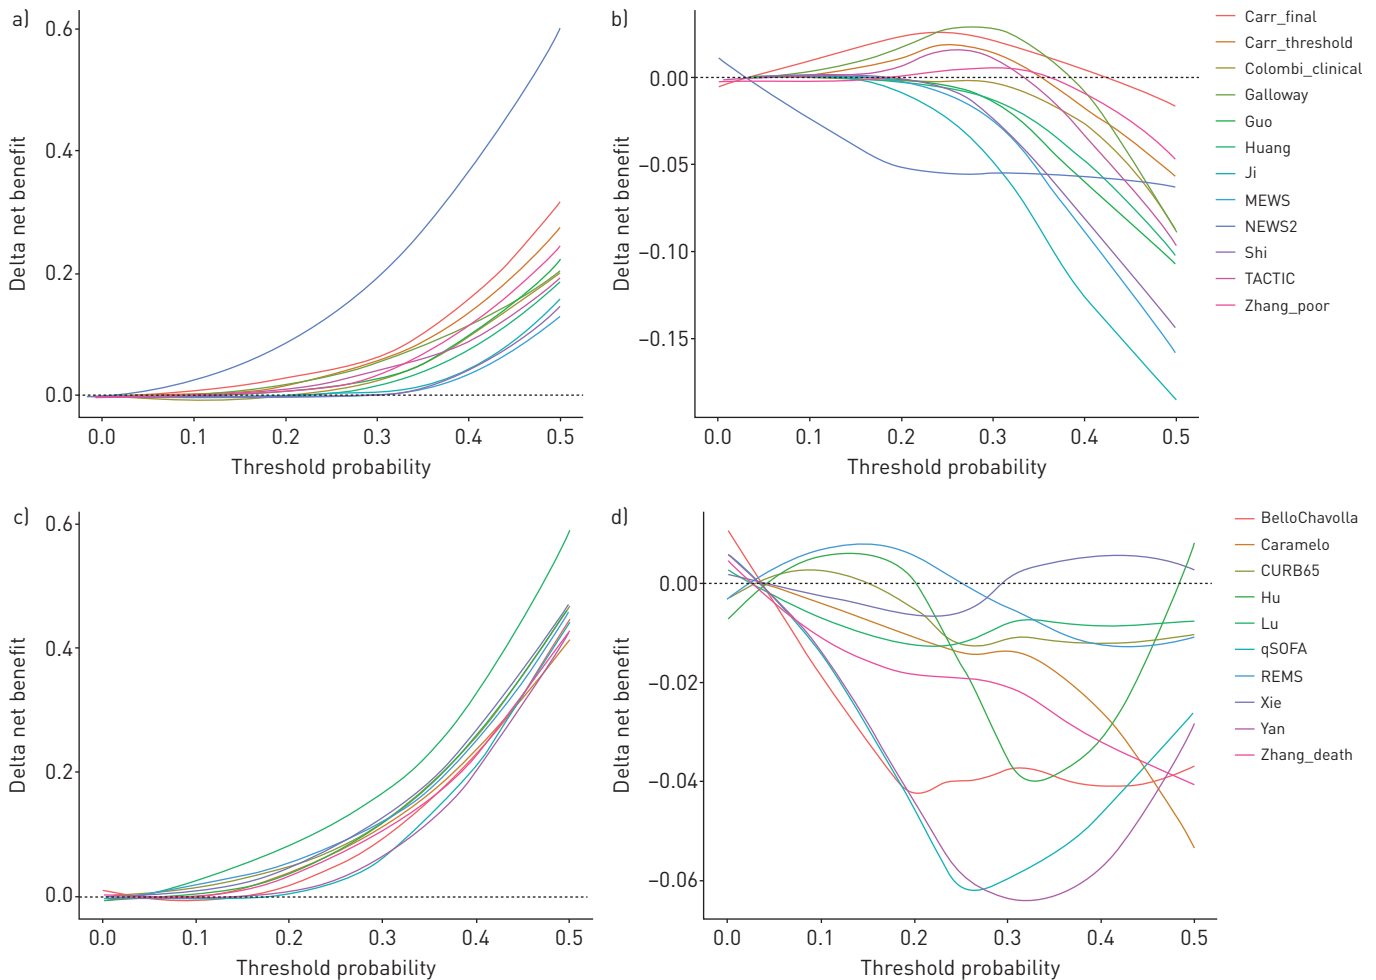 a)
0.6
0.4
0.2
0.0
Delta net benefit
0.0 0.1 0.2 0.3 0.4 0.5
Threshold probability
b)
0.00
−0.05
−0.10
−0.15
Delta net benefit
0.0 0.1 0.2 0.3 0.4 0.5
Threshold probability
Carr_final
Carr_threshold
Colombi_clinical
Galloway
Guo
Huang
Ji
MEWS
NEWS2
Shi
TACTIC
Zhang_poor
c)
0.6
0.4
0.2
0.0
Delta net benefit
0.0 0.1 0.2 0.3 0.4 0.5
Threshold probability
d)
0.00
−0.02
−0.04
−0.06
Delta net benefit
0.0 0.1 0.2 0.3 0.4 0.5
Threshold probability
BelloChavolla
Caramelo
CURB65
Hu
Lu
qSOFA
REMS
Xie
Yan
Zhang_death